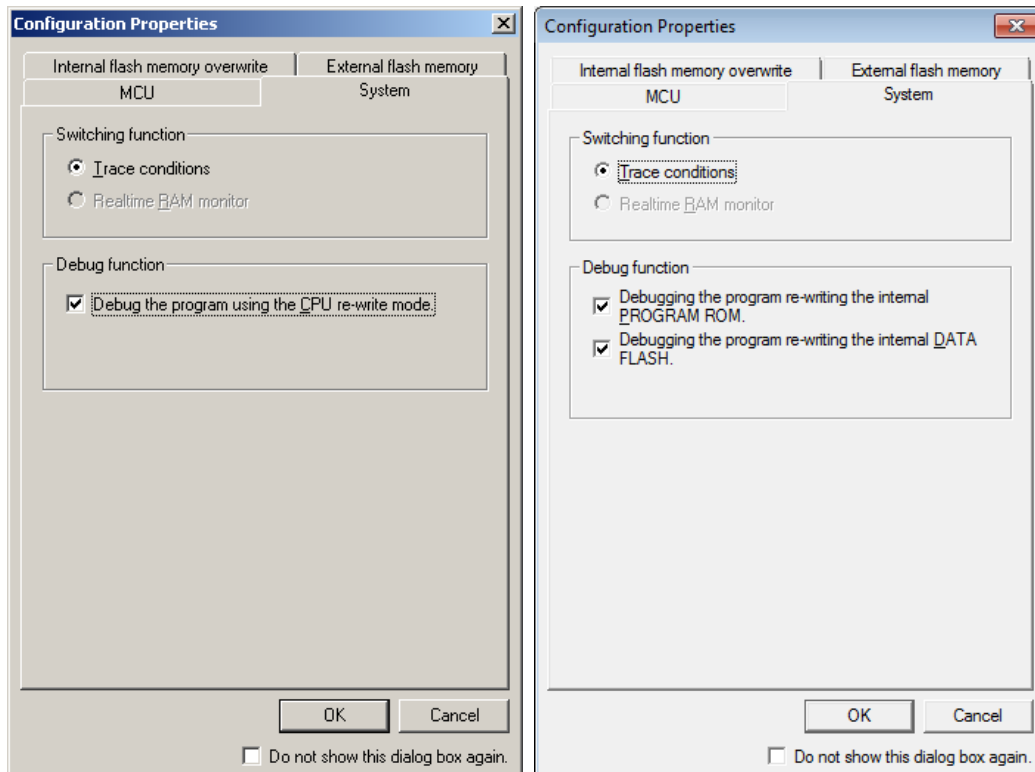 Configuration Properties
Internal flash memory overwrite
External flash memory
MCU
System
Switching function
Trace conditions
Realtime RAM monitor
Debug function
Debug the program using the CPU re-write mode.
OK
Cancel
Do not show this dialog box again.
Configuration Properties
Internal flash memory overwrite
External flash memory
MCU
System
Switching function
Trace conditions
Realtime RAM monitor
Debug function
Debugging the program re-writing the internal
PROGRAM ROM.
Debugging the program re-writing the internal DATA
FLASH.
OK
Cancel
Do not show this dialog box again.